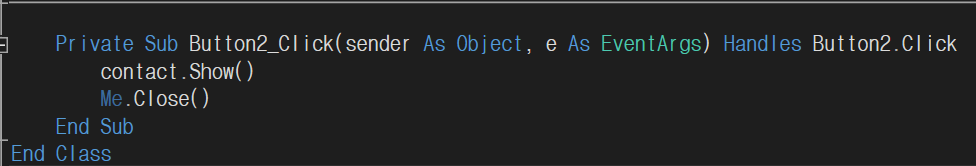 Private Sub Button2_Click(sender As Object, e As EventArgs) Handles Button2.Click
contact.Show()
Me.Close()
End Sub
End Class